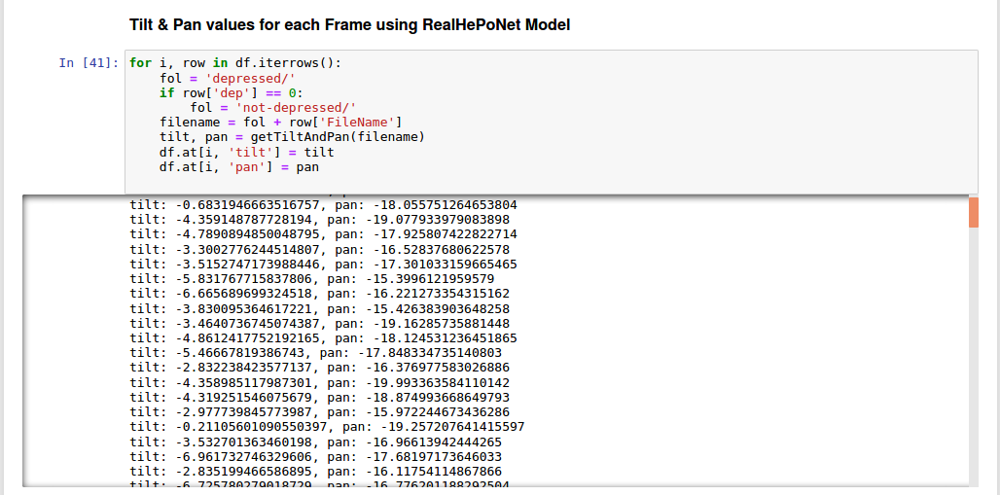 Tilt & Pan values for each Frame using RealHePoNet Model
In [41]: for i, row in df.iterrows():
fol = 'depressed/'
if row['dep'] == 0:
fol = 'not-depressed/'
filename = fol + row['FileName']
tilt, pan = getTiltAndPan(filename)
df.at[i, 'tilt'] = tilt
df.at[i, 'pan'] = pan
tilt: -0.6831946663516757, pan: -18.055751264653804
tilt: -4.359148787728194, pan: -19.077933979083898
tilt: -4.7890894850048795, pan: -17.925807422822714
tilt: -3.3002776244514807, pan: -16.52837680622578
tilt: -3.5152747173988446, pan: -17.301033159665465
tilt: -5.831767715837806, pan: -15.3996121959579
tilt: -6.665689699324518, pan: -16.221273354315162
tilt: -3.830095364617221, pan: -15.426383903648258
tilt: -3.4640736745074387, pan: -19.16285735881448
tilt: -4.8612417752192165, pan: -18.124531236451865
tilt: -5.46667819386743, pan: -17.848334735140803
tilt: -2.832238423577137, pan: -16.376977583026886
tilt: -4.358985117987301, pan: -19.993363584110142
tilt: -4.319251546075679, pan: -18.874993668649793
tilt: -2.977739845773987, pan: -15.972244673436286
tilt: -0.21105601090550397, pan: -19.257207641415597
tilt: -3.532701363460198, pan: -16.96613942444265
tilt: -6.961732746329606, pan: -17.68197173646033
tilt: -2.835199466586895, pan: -16.11754114867866
tilt: -6.725780279018729, pan: -16.776201188292504